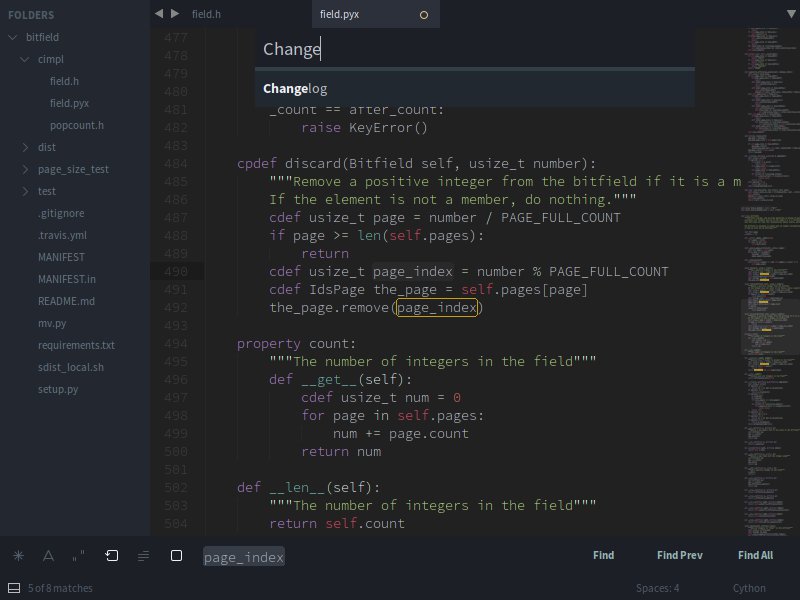 FOLDERS
bitfield
cimpl
field.h
field.pyx
popcount.h
dist
page_size_test
test
.gitignore
.travis.yml
MANIFEST
MANIFEST.in
README.md
mv.py
requirements.txt
sdist_local.sh
setup.py
field.h
field.pyx
Change
Changelog
477
478
479
480
481 _count == after_count:
482 raise KeyError()
483
484 cpdef discard(Bitfield self, usize_t number):
485 """Remove a positive integer from the bitfield if it is a m
486 If the element is not a member, do nothing."""
487 cdef usize_t page = number / PAGE_FULL_COUNT
488 if page >= len(self.pages):
489 return
490 cdef usize_t page_index = number % PAGE_FULL_COUNT
491 cdef IdsPage the_page = self.pages[page]
492 the_page.remove(page_index)
493
494 property count:
495 """The number of integers in the field"""
496 def __get__(self):
497 cdef usize_t num = 0
498 for page in self.pages:
499 num += page.count
500 return num
501
502 def __len__(self):
503 """The number of integers in the field"""
504 return self.count
page_index
Find
Find Prev
Find All
5 of 8 matches
Spaces: 4
Cython